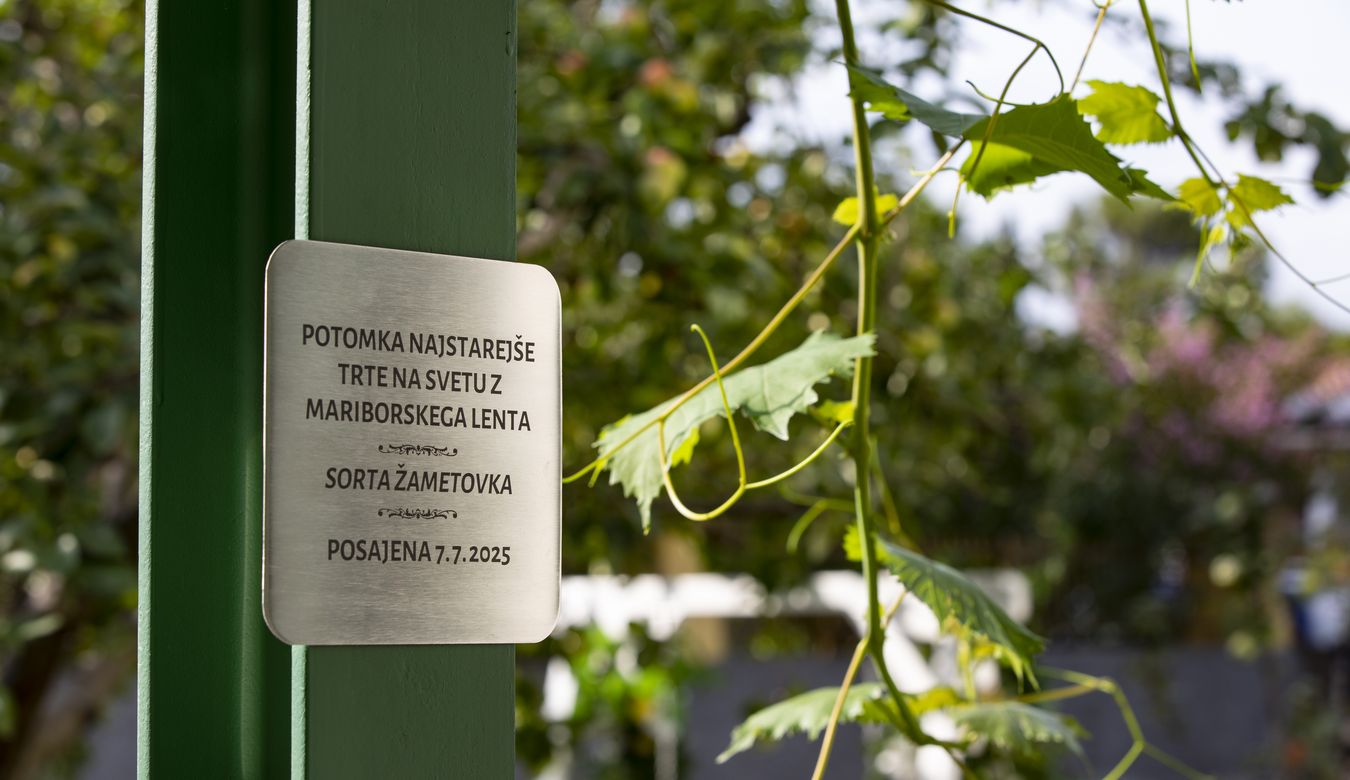 POTOMKA NAJSTAREJŠE
TRTE NA SVETU Z
MARIBORSKEGA LENTA
SORTA ŽAMETOVKA
POSAJENA 7.7.2025